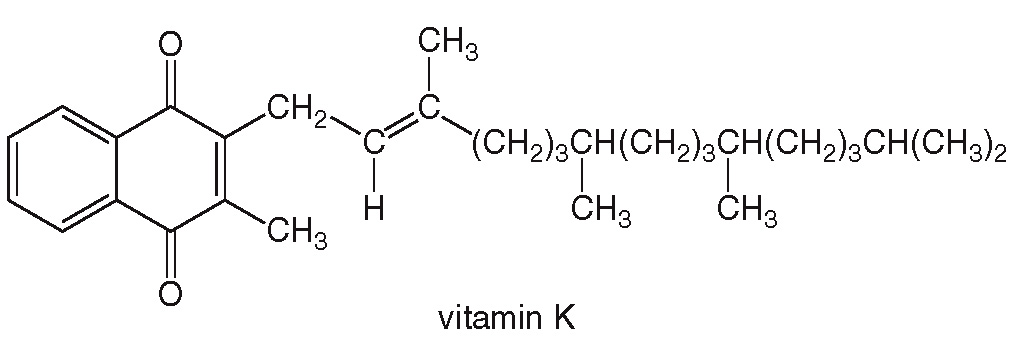 CH3
O
CH2
C
C
(CH2)3CH(CH2)3CH(CH2)3CH(CH3)2
H
CH3
CH3
CH3
O
vitamin K